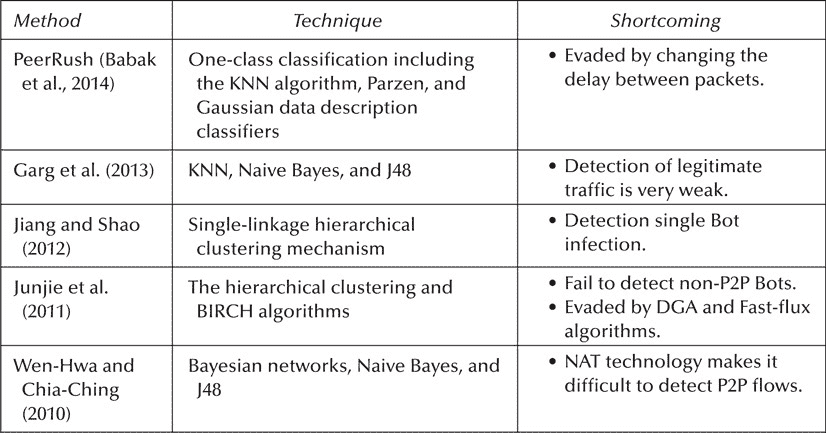 Method Technique Shortcoming
PeerRush (Babak et al., 2014)
One-class classification including
the KNN algorithm, Parzen, and
Gaussian data description
classifiers
• Evaded by changing the
delay between packets.
Garg et al. (2013)
KNN, Naive Bayes, and J48
• Detection of legitimate
traffic is very weak.
Jiang and Shao
(2012)
Single-linkage hierarchical
clustering mechanism
• Detection single Bot
infection.
Junjie et al.
(2011)
The hierarchical clustering and
BIRCH algorithms
• Fail to detect non-P2P Bots.
• Evaded by DGA and Fast-flux
algorithms.
Wen-Hwa and
Chia-Ching
(2010)
Bayesian networks, Naive Bayes, and
J48
• NAT technology makes it
difficult to detect P2P flows.